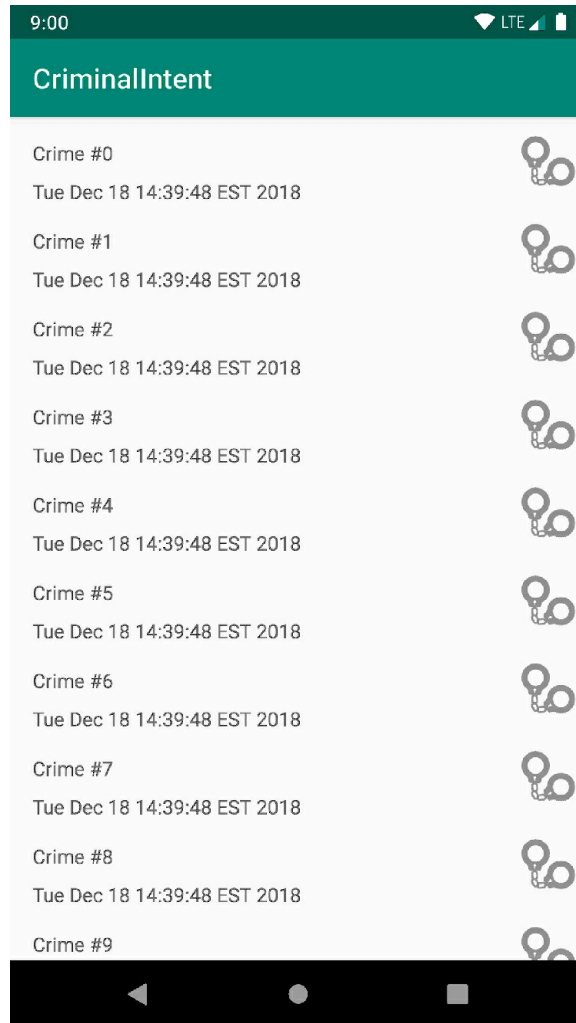 9:00 LTE
CriminalIntent
Crime #0
Tue Dec 18 14:39:48 EST 2018
Crime #1
Tue Dec 18 14:39:48 EST 2018
Crime #2
Tue Dec 18 14:39:48 EST 2018
Crime #3
Tue Dec 18 14:39:48 EST 2018
Crime #4
Tue Dec 18 14:39:48 EST 2018
Crime #5
Tue Dec 18 14:39:48 EST 2018
Crime #6
Tue Dec 18 14:39:48 EST 2018
Crime #7
Tue Dec 18 14:39:48 EST 2018
Crime #8
Tue Dec 18 14:39:48 EST 2018
Crime #9